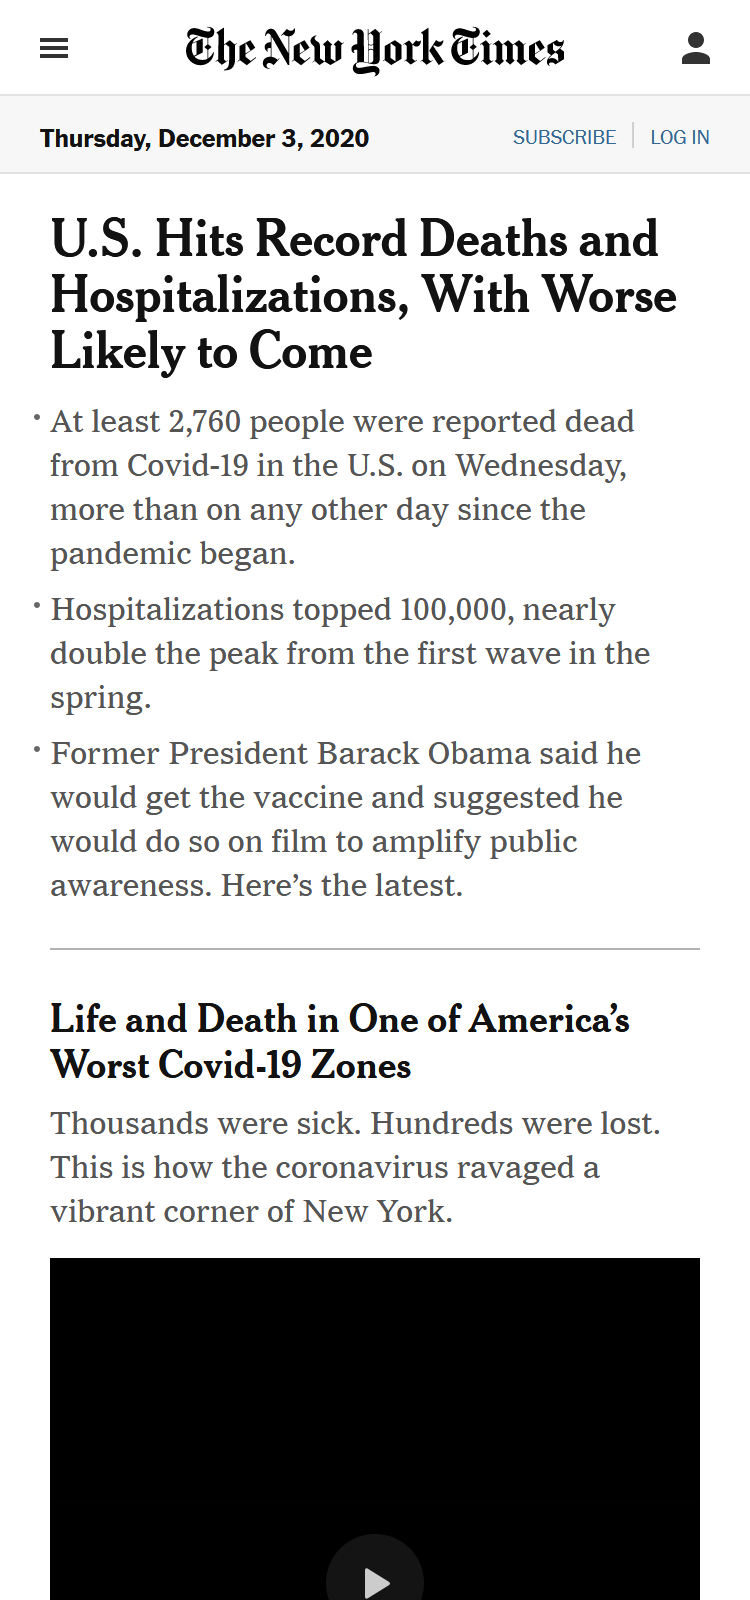 The New York Times
Thursday, December 3, 2020
SUBSCRIBE
LOG IN
U.S. Hits Record Deaths and
Hospitalizations, With Worse
Likely to Come
• At least 2,760 people were reported dead
from Covid-19 in the U.S. on Wednesday,
more than on any other day since the
pandemic began.
• Hospitalizations topped 100,000, nearly
double the peak from the first wave in the
spring.
• Former President Barack Obama said he
would get the vaccine and suggested he
would do so on film to amplify public
awareness. Here’s the latest.
Life and Death in One of America’s
Worst Covid-19 Zones
Thousands were sick. Hundreds were lost.
This is how the coronavirus ravaged a
vibrant corner of New York.